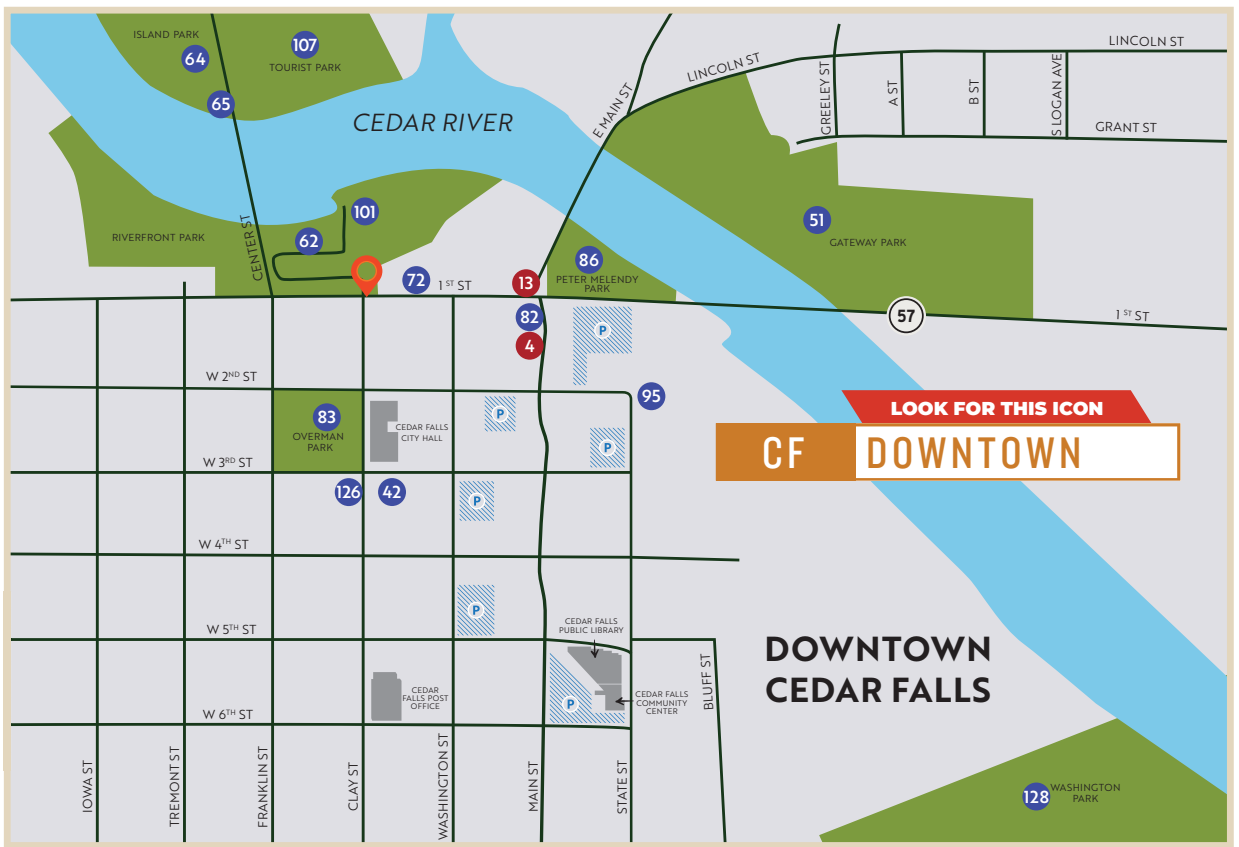 ISLAND PARK
64
107
TOURIST PARK
65
CEDAR RIVER
E MAIN ST
LINCOLN ST
LINCOLN ST
GREELEY ST
A ST
B ST
S LOGAN AVE
GRANT ST
RIVERFRONT PARK
CENTER ST
101
62
72
1ST ST
13
86
PETER MELENDY
PARK
51
GATEWAY PARK
57
1ST ST
82
4
P
W 2ND ST
95
83
OVERMAN
PARK
CEDAR FALLS
CITY HALL
P
P
LOOK FOR THIS ICON
CF DOWNTOWN
W 3RD ST
126
42
P
W 4TH ST
P
W 5TH ST
CEDAR FALLS
PUBLIC LIBRARY
DOWNTOWN
CEDAR FALLS
CEDAR
FALLS POST
OFFICE
P
CEDAR FALLS
COMMUNITY
CENTER
BLUFF ST
W 6TH ST
IOWA ST
TREMONT ST
FRANKLIN ST
CLAY ST
WASHINGTON ST
MAIN ST
STATE ST
128
WASHINGTON
PARK